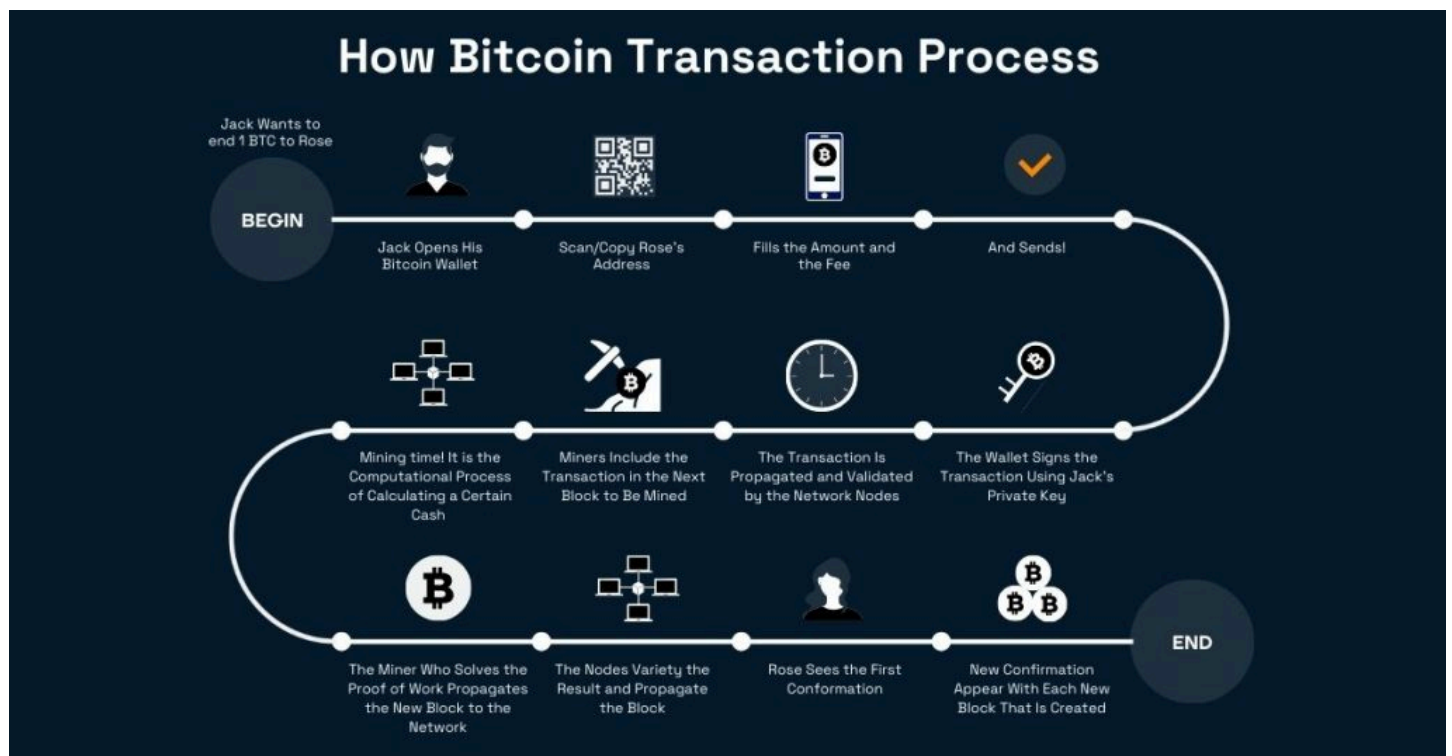 How Bitcoin Transaction Process
Jack Wants to
end 1 BTC to Rose
BEGIN
Jack Opens His
Bitcoin Wallet
Scan/Copy Rose's
Address
Fills the Amount and
the Fee
And Sends!
The Wallet Signs the
Transaction Using Jack's
Private Key
The Transaction Is
Propagated and Validated
by the Network Nodes
Miners Include the
Transaction in the Next
Block to Be Mined
Mining time! It is the
Computational Process
of Calculating a Certain
Cash
The Miner Who Solves the
Proof of Work Propagates
the New Block to the
Network
The Nodes Variety the
Result and Propagate
the Block
Rose Sees the First
Conformation
New Confirmation
Appear With Each New
Block That Is Created
END